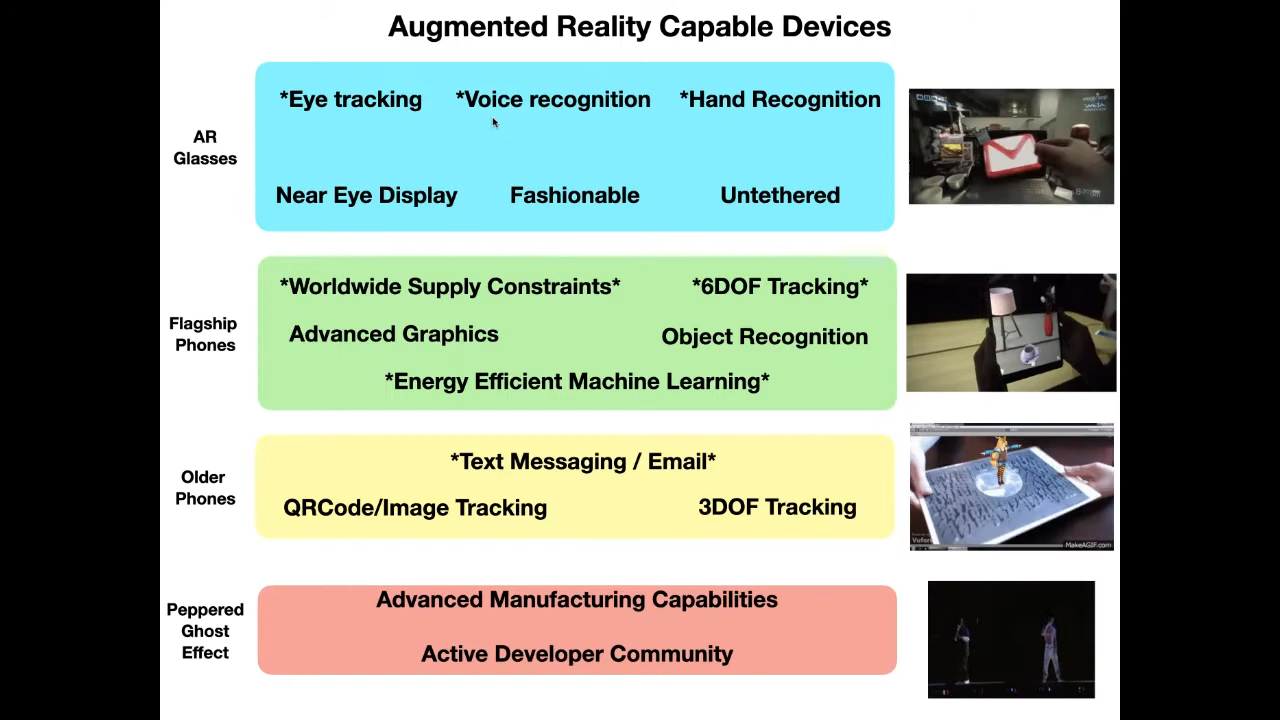 Augmented Reality Capable Devices
*Eye tracking *Voice recognition *Hand Recognition
AR
Glasses
Near Eye Display Fashionable Untethered
*Worldwide Supply Constraints* *6DOF Tracking*
Flagship
Phones
Advanced Graphics Object Recognition
*Energy Efficient Machine Learning*
*Text Messaging / Email*
Older
Phones
QRCode/Image Tracking 3DOF Tracking
MakeAGIF.com
Peppered
Ghost
Effect
Advanced Manufacturing Capabilities
Active Developer Community